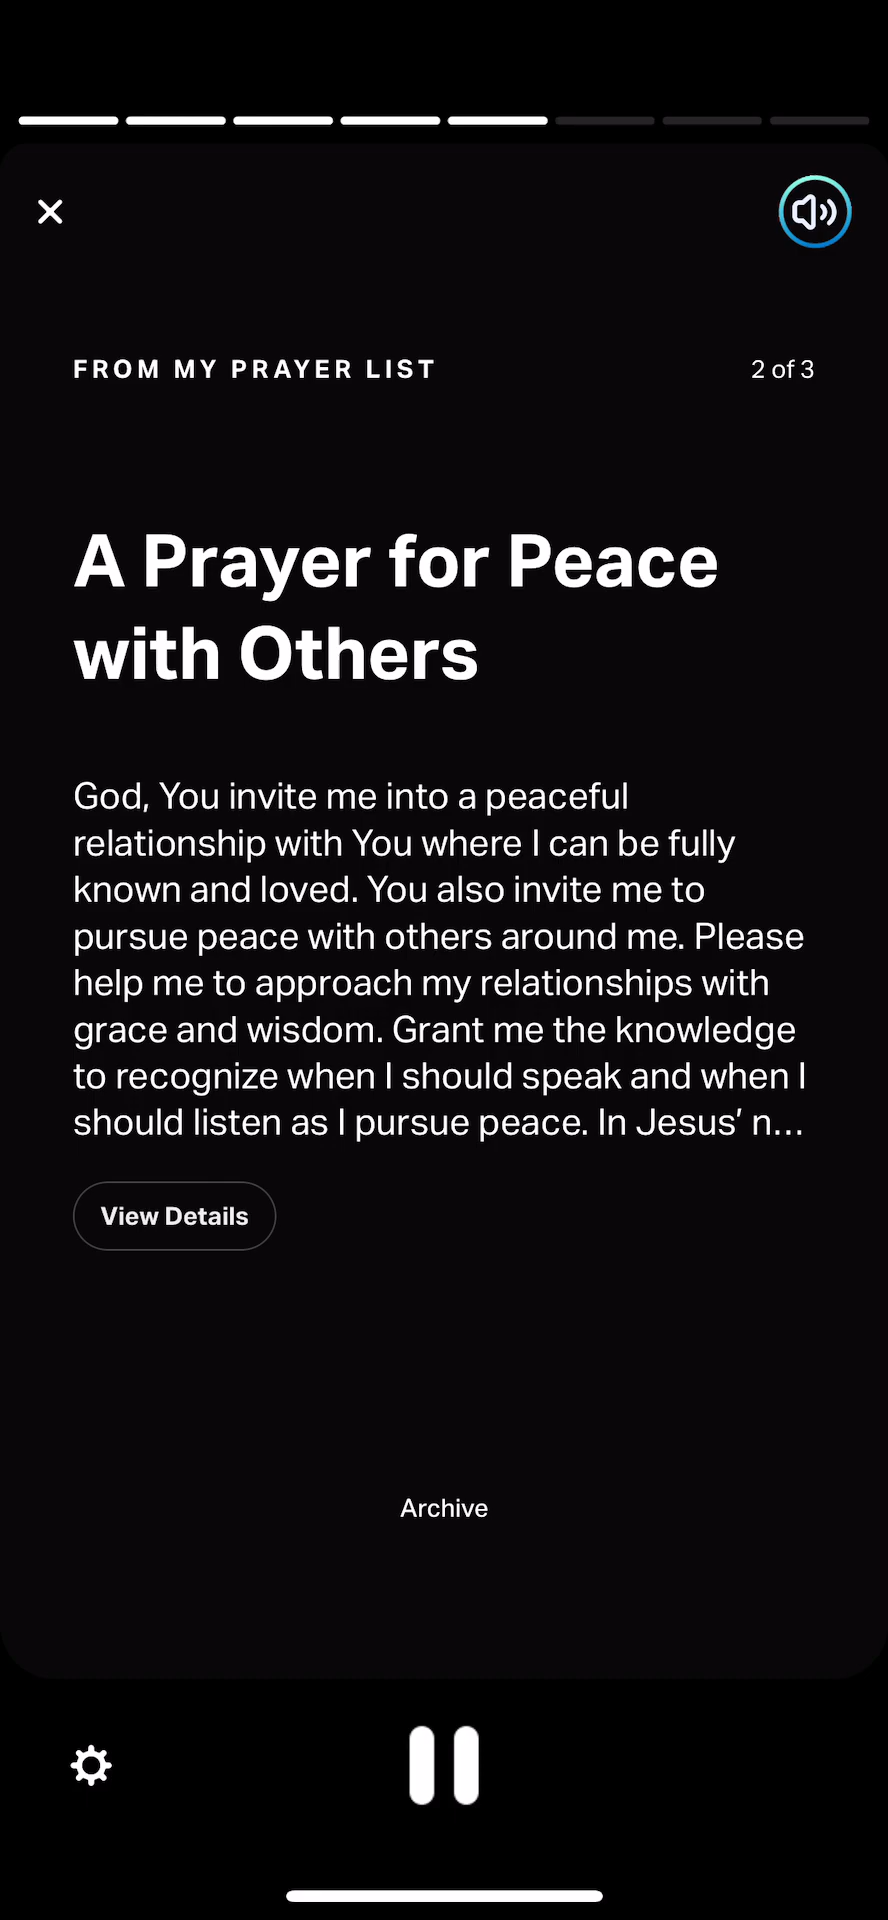 FROM MY PRAYER LIST
2 of 3
A Prayer for Peace
with Others
God, You invite me into a peaceful
relationship with You where I can be fully
known and loved. You also invite me to
pursue peace with others around me. Please
help me to approach my relationships with
grace and wisdom. Grant me the knowledge
to recognize when I should speak and when I
should listen as I pursue peace. In Jesus’ n...
View Details
Archive